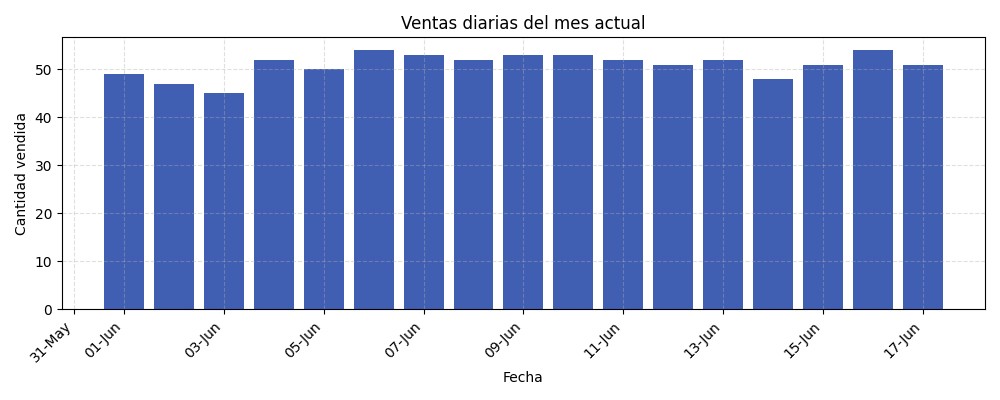 Ventas diarias del mes actual
Cantidad vendida
50
40
30
20
10
0
31-May
01-Jun
03-Jun
05-Jun
07-Jun
09-Jun
11-Jun
13-Jun
15-Jun
17-Jun
Fecha